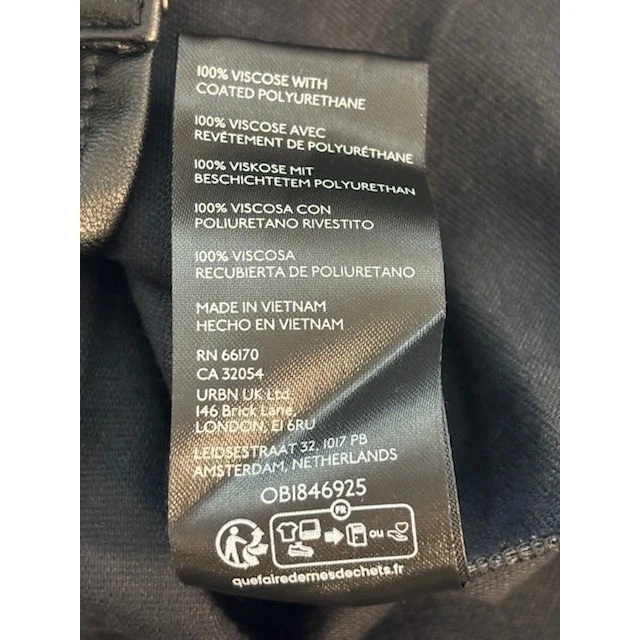 100% VISCOSE WITH
COATED POLYURETHANE
100% VISCOSE AVEC
REVÊTEMENT DE POLYURÉTHANE
100% VISKOSE MIT
BESCHICHTETEM POLYURETHAN
100% VISCOSA CON
POLIURETANO RIVESTITO
100% VISCOSA
RECUBIERTA DE POLIURETANO
MADE IN VIETNAM
HECHO EN VIETNAM
RN 66170
CA 32054
URBN UK Ltd.
146 Brick Lane,
LONDON, E1 6RU
LEIDSESTRAAT 32, 1017 PB
AMSTERDAM, NETHERLANDS
OB1846925
FR
ou
quefairedemesdechets.fr